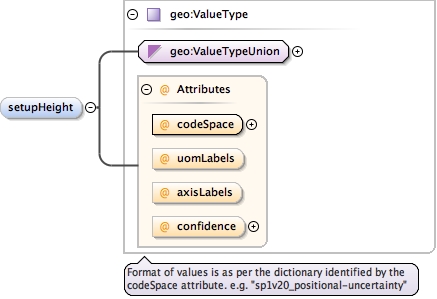 geo:ValueType
geo:ValueTypeUnion
Attributes
setupHeight
@ codeSpace
@ uomLabels
@ axisLabels
@ confidence
Format of values is as per the dictionary identified by the
codeSpace attribute. e.g. "sp1v20_positional-uncertainty"